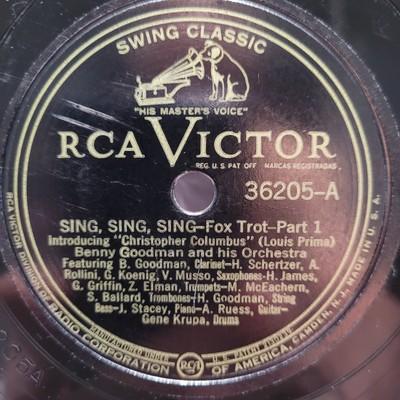 SWING CLASSIC
"HIS MASTER'S VOICE"
RCA VICTOR
REG. U. S. PAT. OFF. MARCAS REGISTRADAS
36205-A
SING, SING, SING-Fox Trot-Part 1
Introducing "Christopher Columbus" (Louis Prima)
Benny Goodman and his Orchestra
Featuring B. Goodman, Clarinet-H. Schertzer, A.
Rollini, G. Koenig, V. Musso, Saxophones-H. James,
G. Griffin, Z. Elman, Trumpets-M. McEachern,
S. Ballard, Trombones-H. Goodman, String
Bass-J. Stacey, Piano-A. Ruess, Guitar-
Gene Krupa, Drums
MANUFACTURED UNDER
RCA
U. S. PATENT
RCA VICTOR DIVISION OF RADIO CORPORATION OF AMERICA, CAMDEN, N. J. MADE IN U. S. A.